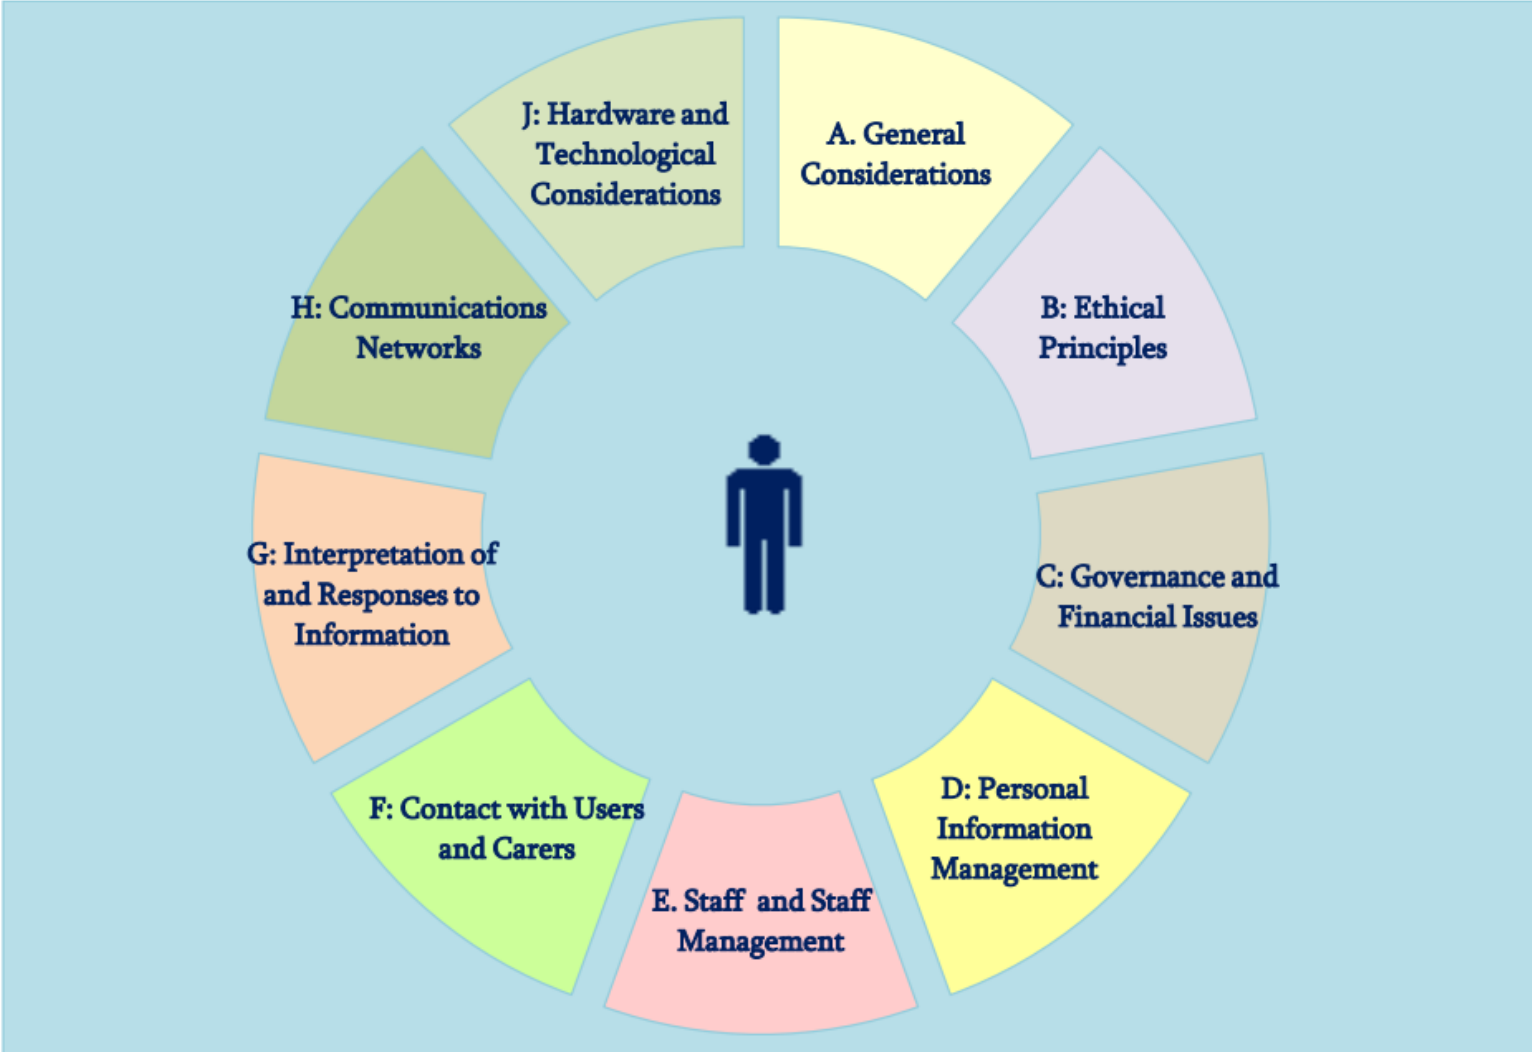 A. General
Considerations
B: Ethical
Principles
C: Governance and
Financial Issues
D: Personal
Information
Management
E. Staff  and Staff
Management
F: Contact with Users
and Carers
G: Interpretation of
and Responses to
Information
H: Communications
Networks
J: Hardware and
Technological
Considerations